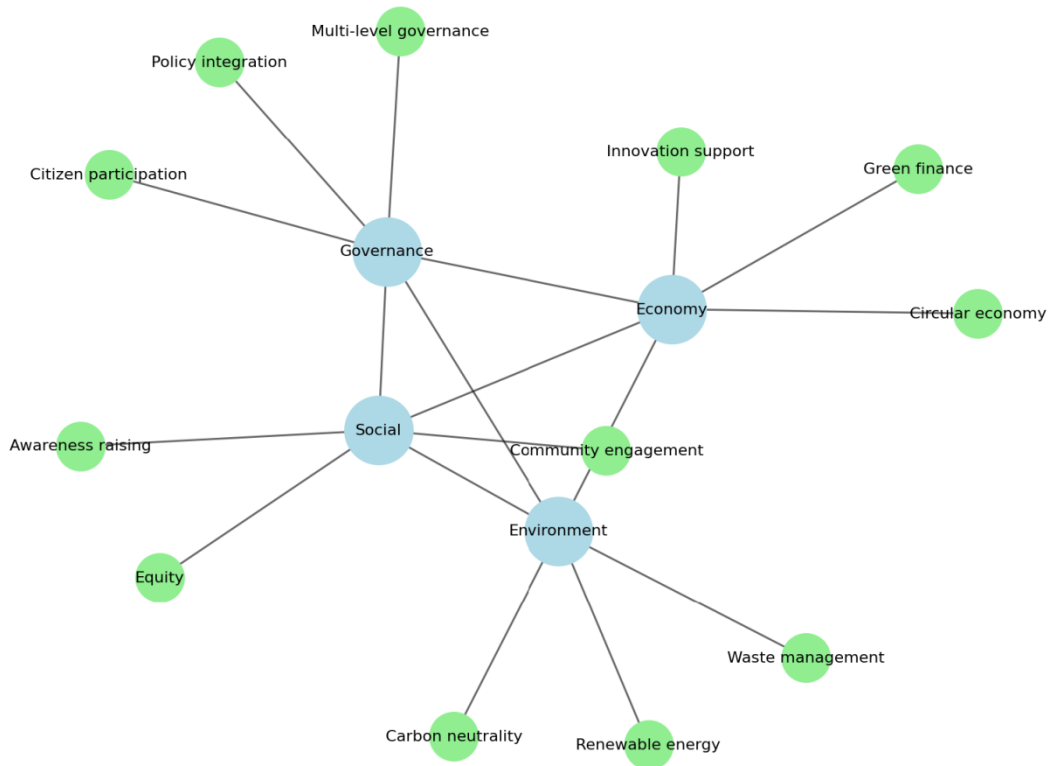 Multi-level governance
Policy integration
Innovation support
Green finance
Citizen participation
Governance
Economy
Circular economy
Social
Awareness raising
Community engagement
Environment
Equity
Waste management
Carbon neutrality
Renewable energy